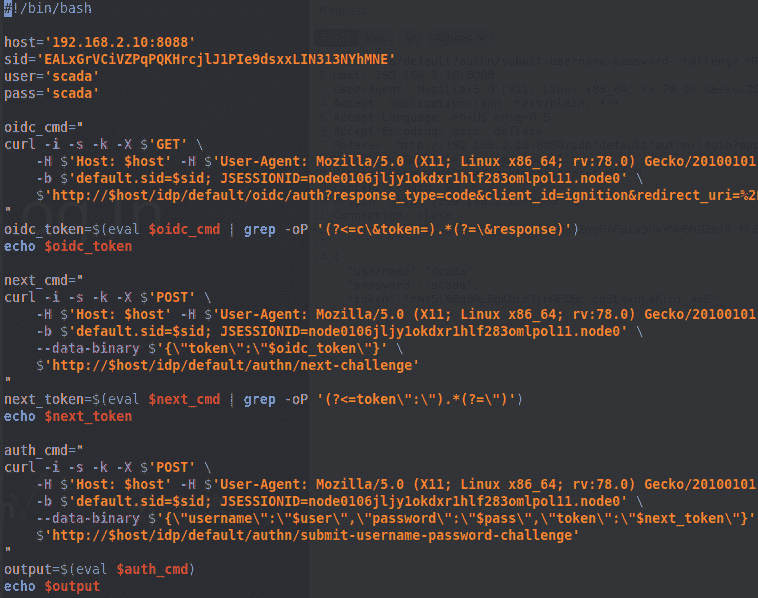 #!/bin/bash
host='192.168.2.10:8088'
sid='EALxGrVCiVZPqPQKHrcjlJ1PIe9dsxxLIN313NYhMNE'
user='scada'
pass='scada'
oidc_cmd="
curl -i -s -k -X $'GET' \
-H $'Host: $host' -H $'User-Agent: Mozilla/5.0 (X11; Linux x86_64; rv:78.0) Gecko/20100101
-b $'default.sid=$sid; JSESSIONID=node0106jljy1okdxr1hlf283omlpol11.node0' \
$'http://$host/idp/default/oidc/auth?response_type=code&client_id=ignition&redirect_uri=%2
"
oidc_token=$(eval $oidc_cmd | grep -oP '(?<=c\&token=).*(?=\&response)')
echo $oidc_token
next_cmd="
curl -i -s -k -X $'POST' \
-H $'Host: $host' -H $'User-Agent: Mozilla/5.0 (X11; Linux x86_64; rv:78.0) Gecko/20100101
-b $'default.sid=$sid; JSESSIONID=node0106jljy1okdxr1hlf283omlpol11.node0' \
--data-binary $'{\"token\":\"$oidc_token\"}' \
$'http://$host/idp/default/authn/next-challenge'
"
next_token=$(eval $next_cmd | grep -oP '(?<=token\":\").*(?=\")')
echo $next_token
auth_cmd="
curl -i -s -k -X $'POST' \
-H $'Host: $host' -H $'User-Agent: Mozilla/5.0 (X11; Linux x86_64; rv:78.0) Gecko/20100101
-b $'default.sid=$sid; JSESSIONID=node0106jljy1okdxr1hlf283omlpol11.node0' \
--data-binary $'{\"username\":\"$user\",\"password\":\"$pass\",\"token\":\"$next_token\"}'
$'http://$host/idp/default/authn/submit-username-password-challenge'
"
output=$(eval $auth_cmd)
echo $output